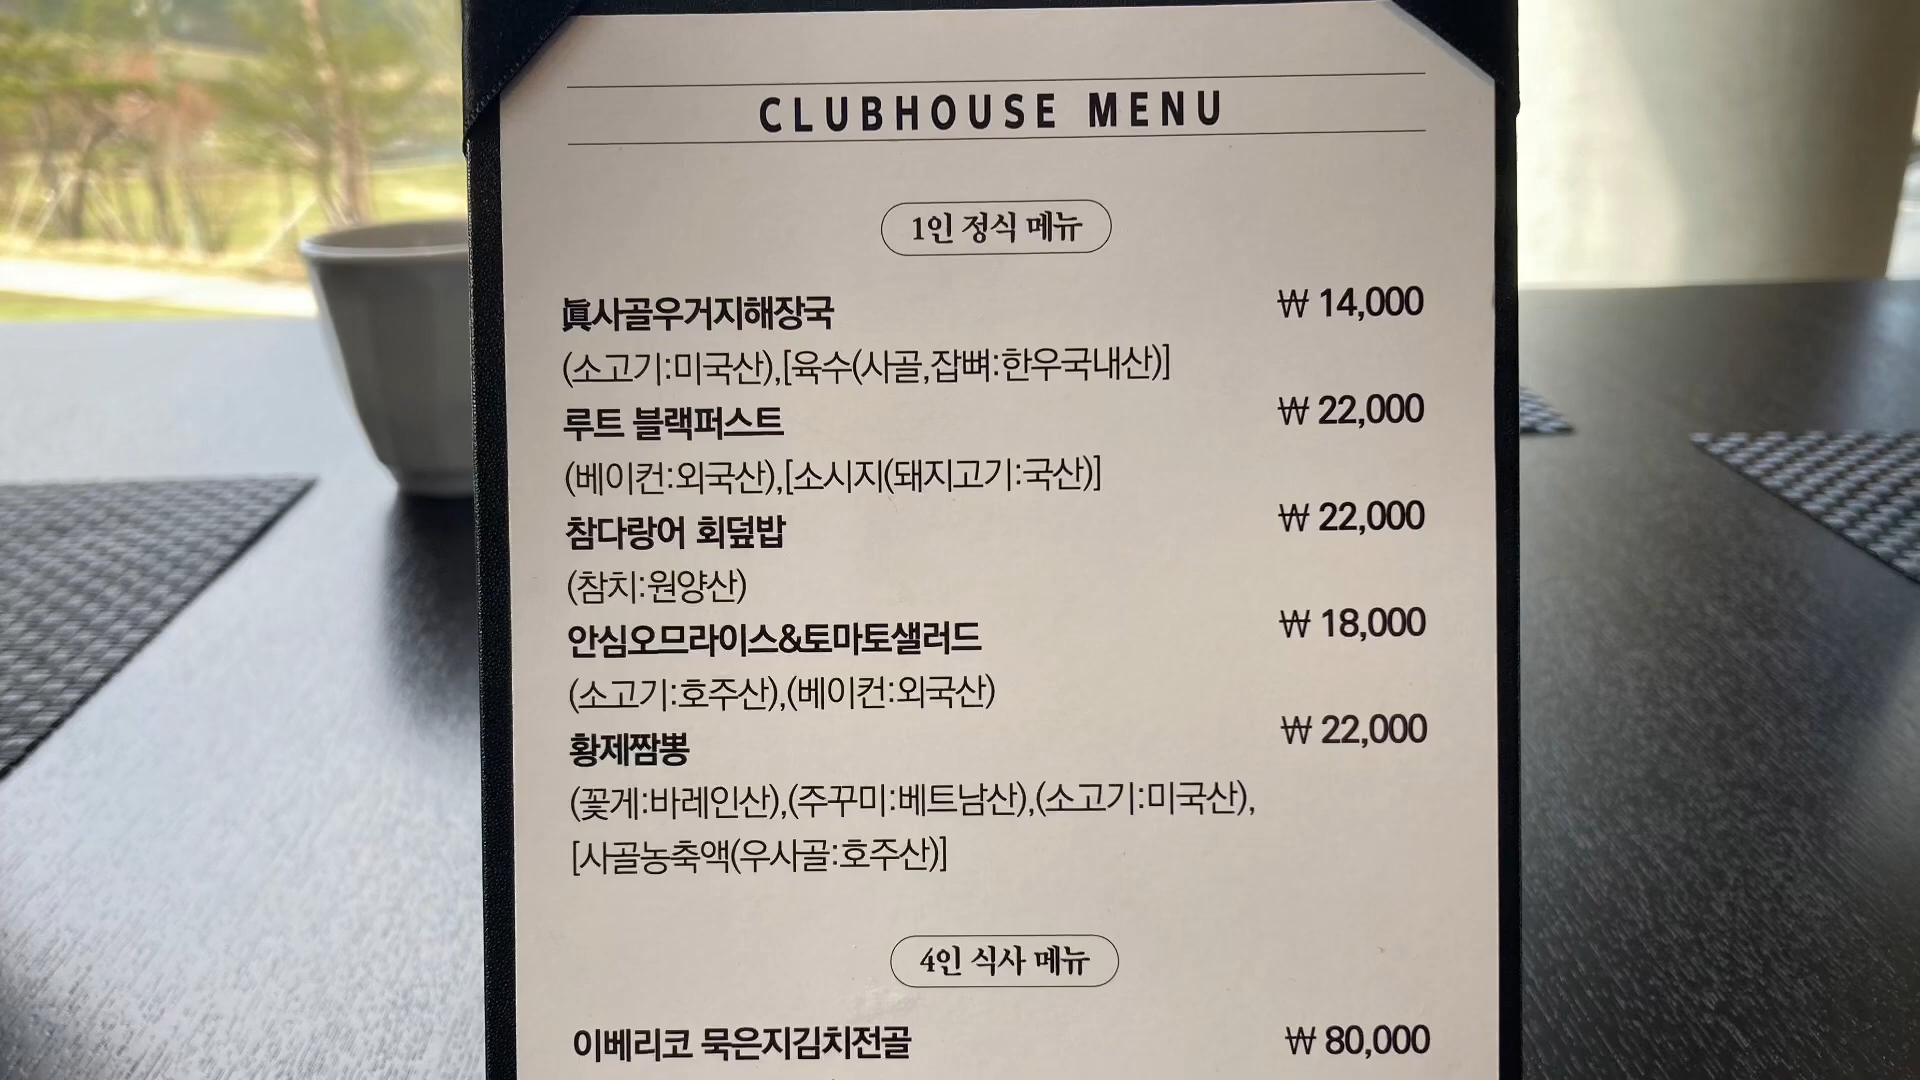 CLUBHOUSE MENU
1인 정식 메뉴
眞사골우거지해장국 ₩ 14,000
(소고기:미국산),[육수(사골,잡뼈:한우국내산)]
루트 블랙퍼스트 ₩ 22,000
(베이컨:외국산),[소시지(돼지고기:국산)]
참다랑어 회덮밥 ₩ 22,000
(참치:원양산)
안심오므라이스&토마토샐러드 ₩ 18,000
(소고기:호주산),(베이컨:외국산)
황제짬뽕 ₩ 22,000
(꽃게:바레인산),(주꾸미:베트남산),(소고기:미국산),
[사골농축액(우사골:호주산)]
4인 식사 메뉴
이베리코 묵은지김치전골 ₩ 80,000